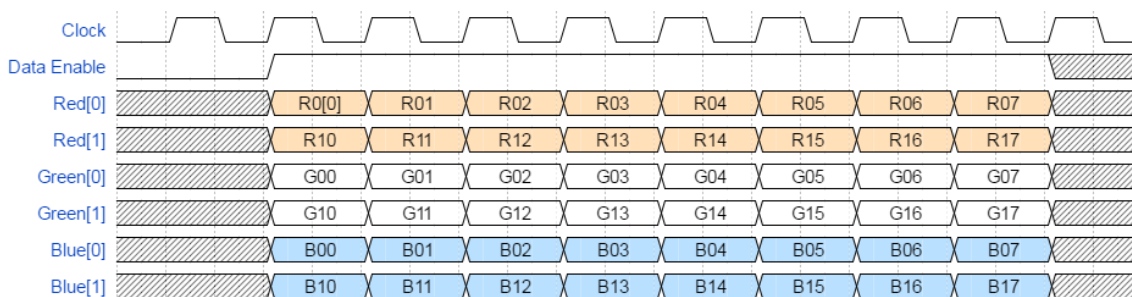 Clock
Data Enable
Red[0] R0[0] R01 R02 R03 R04 R05 R06 R07
Red[1] R10 R11 R12 R13 R14 R15 R16 R17
Green[0] G00 G01 G02 G03 G04 G05 G06 G07
Green[1] G10 G11 G12 G13 G14 G15 G16 G17
Blue[0] B00 B01 B02 B03 B04 B05 B06 B07
Blue[1] B10 B11 B12 B13 B14 B15 B16 B17